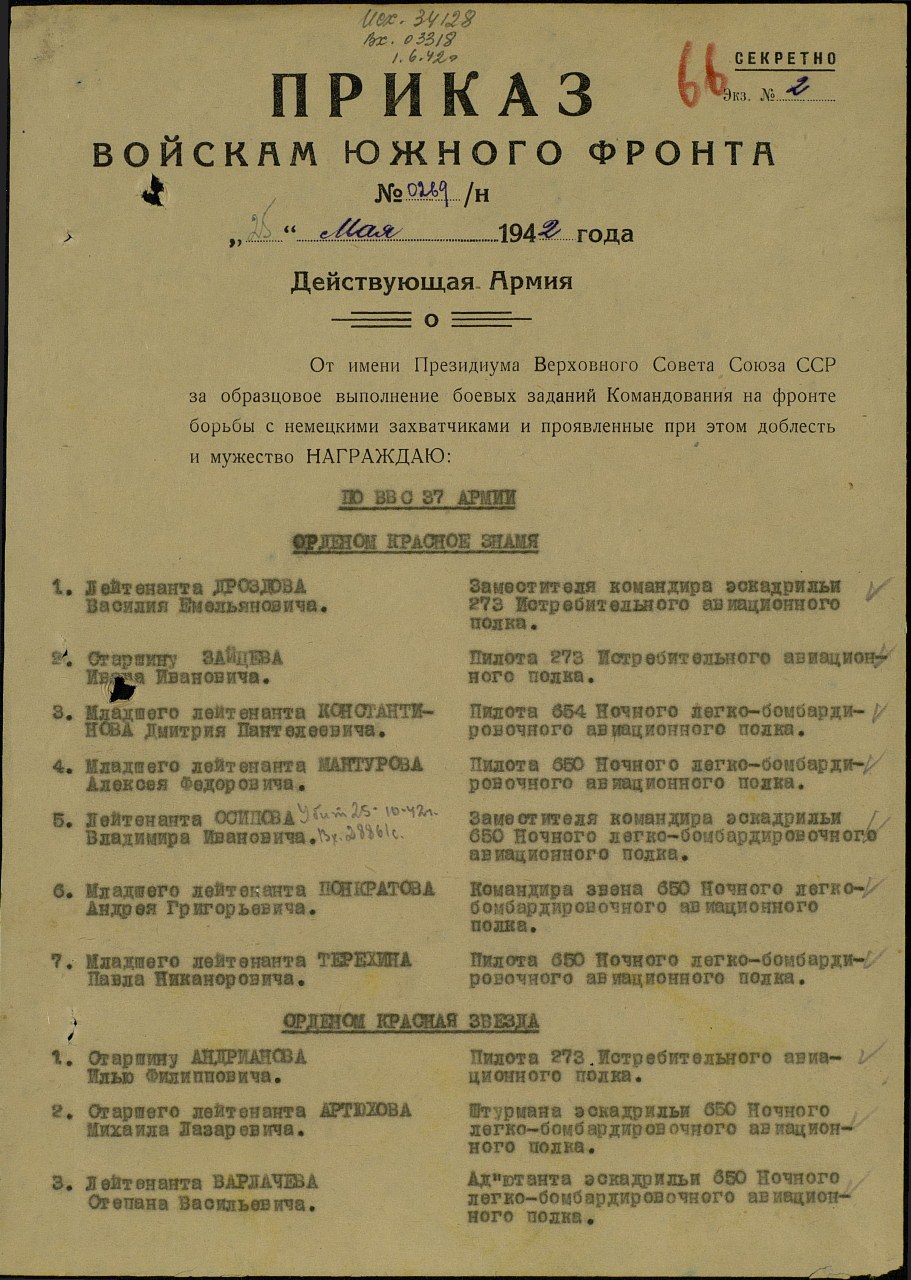 Исх. 34128
Вх. 03318
1.6.42г
66
СЕКРЕТНО
Экз. № 2
ПРИКАЗ
ВОЙСКАМ ЮЖНОГО ФРОНТА
№ 0269 /н
„25“ Мая 1942 года
Действующая Армия
О
От имени Президиума Верховного Совета Союза ССР
за образцовое выполнение боевых заданий Командования на фронте
борьбы с немецкими захватчиками и проявленные при этом доблесть
и мужество НАГРАЖДАЮ:
ПО ВВС 37 АРМИИ
ОРДЕНОМ КРАСНОЕ ЗНАМЯ
1. Лейтенанта ДРОЗДОВА
Василия Емельяновича.
Заместителя командира эскадрильи
273 Истребительного авиационного
полка.
2. Старшину ЗАЙЦЕВА
Ивана Ивановича.
Пилота 273 Истребительного авиацион-
ного полка.
3. Младшего лейтенанта КОНСТАНТИ-
НОВА Дмитрия Пантелеевича.
Пилота 654 Ночного легко-бомбарди-
ровочного авиационного полка.
4. Младшего лейтенанта МАНТУРОВА
Алексея Федоровича.
Пилота 650 Ночного легко-бомбарди-
ровочного авиационного полка.
5. Лейтенанта ОСИПОВА Убит 25-10-42г.
Владимира Ивановича. Вх. 28861с.
Заместителя командира эскадрильи
650 Ночного легко-бомбардировочного
авиационного полка.
6. Младшего лейтенанта ПОНКРАТОВА
Андрея Григорьевича.
Командира звена 650 Ночного легко-
бомбардировочного авиационного
полка.
7. Младшего лейтенанта ТЕРЕХИНА
Павла Никаноровича.
Пилота 650 Ночного легко-бомбарди-
ровочного авиационного полка.
ОРДЕНОМ КРАСНАЯ ЗВЕЗДА
1. Старшину АНДРИАНОВА
Илью Филипповича.
Пилота 273 Истребительного авиа-
ционного полка.
2. Старшего лейтенанта АРТЮХОВА
Михаила Лазаревича.
Штурмана эскадрильи 650 Ночного
легко-бомбардировочного авиацион-
ного полка.
3. Лейтенанта ВАРЛАЧЕВА
Степана Васильевича.
Ад"ютанта эскадрильи 650 Ночного
легко-бомбардировочного авиацион-
ного полка.